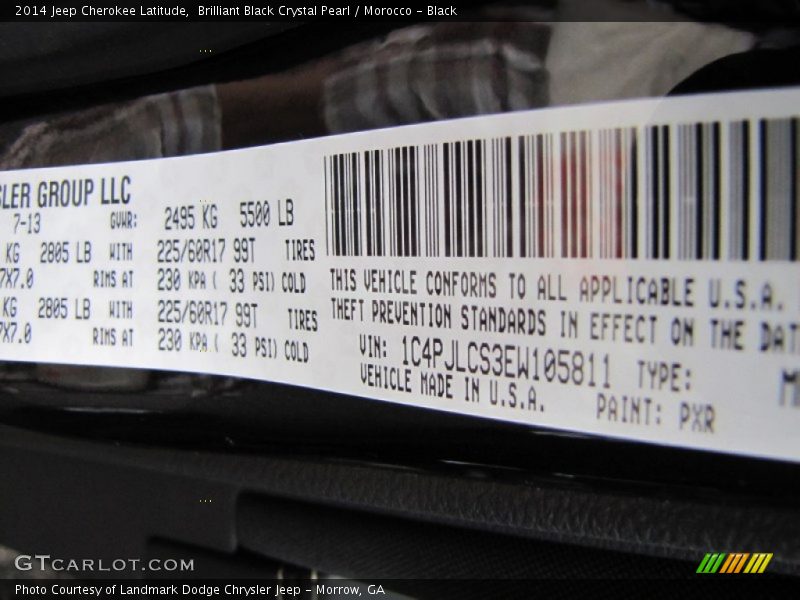 2014 Jeep Cherokee Latitude,  Brilliant Black Crystal Pearl / Morocco - Black
SLER GROUP LLC
7-13 GVWR: 2495 KG 5500 LB
KG 2805 LB WITH 225/60R17 99T TIRES
7X7.0 RIMS AT 230 KPA ( 33 PSI) COLD
KG 2805 LB WITH 225/60R17 99T TIRES
7X7.0 RIMS AT 230 KPA ( 33 PSI) COLD
THIS VEHICLE CONFORMS TO ALL APPLICABLE U.S.A.
THEFT PREVENTION STANDARDS IN EFFECT ON THE DAT
VIN: 1C4PJLCS3EW105811 TYPE: M
VEHICLE MADE IN U.S.A. PAINT: PXR
GTCARLOT.COM
Photo Courtesy of Landmark Dodge Chrysler Jeep - Morrow, GA